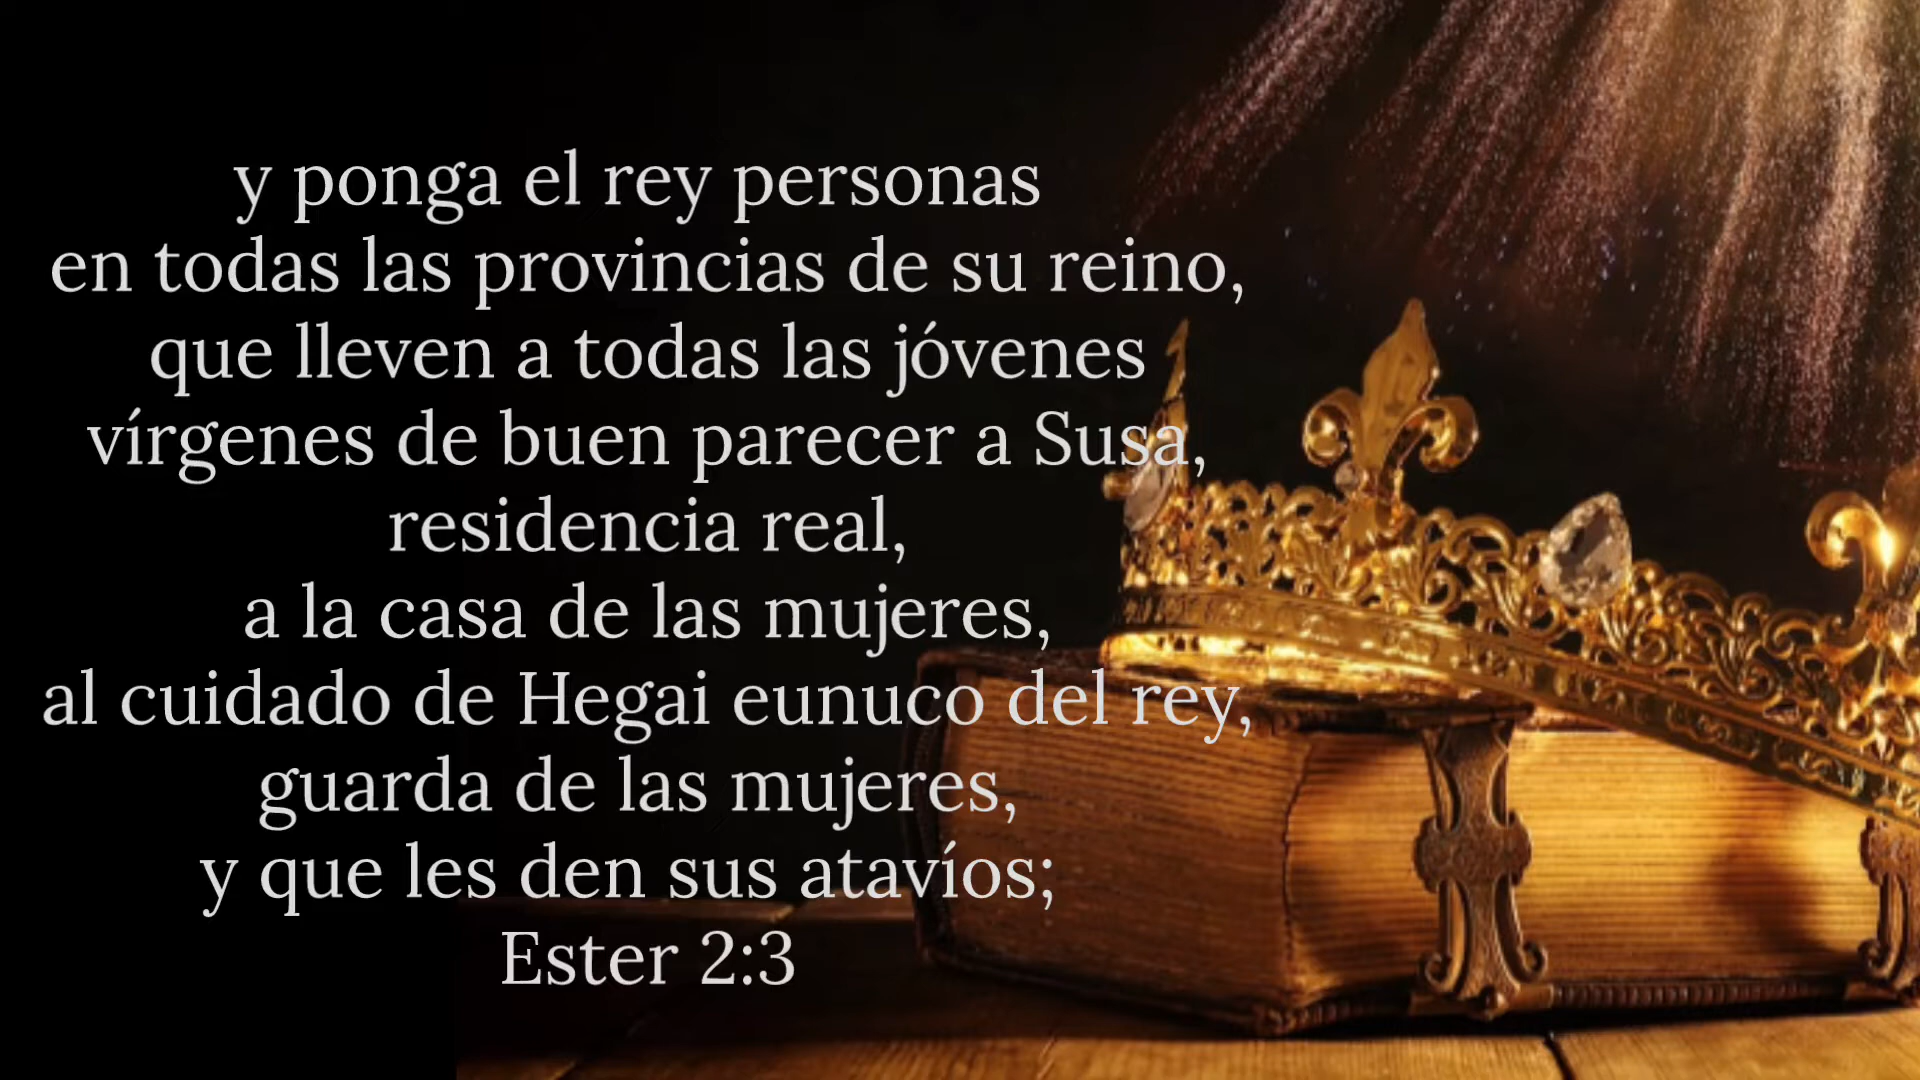 y ponga el rey personas
en todas las provincias de su reino,
que lleven a todas las jóvenes
vírgenes de buen parecer a Susa,
residencia real,
a la casa de las mujeres,
al cuidado de Hegai eunuco del rey,
guarda de las mujeres,
y que les den sus atavíos;
Ester 2:3